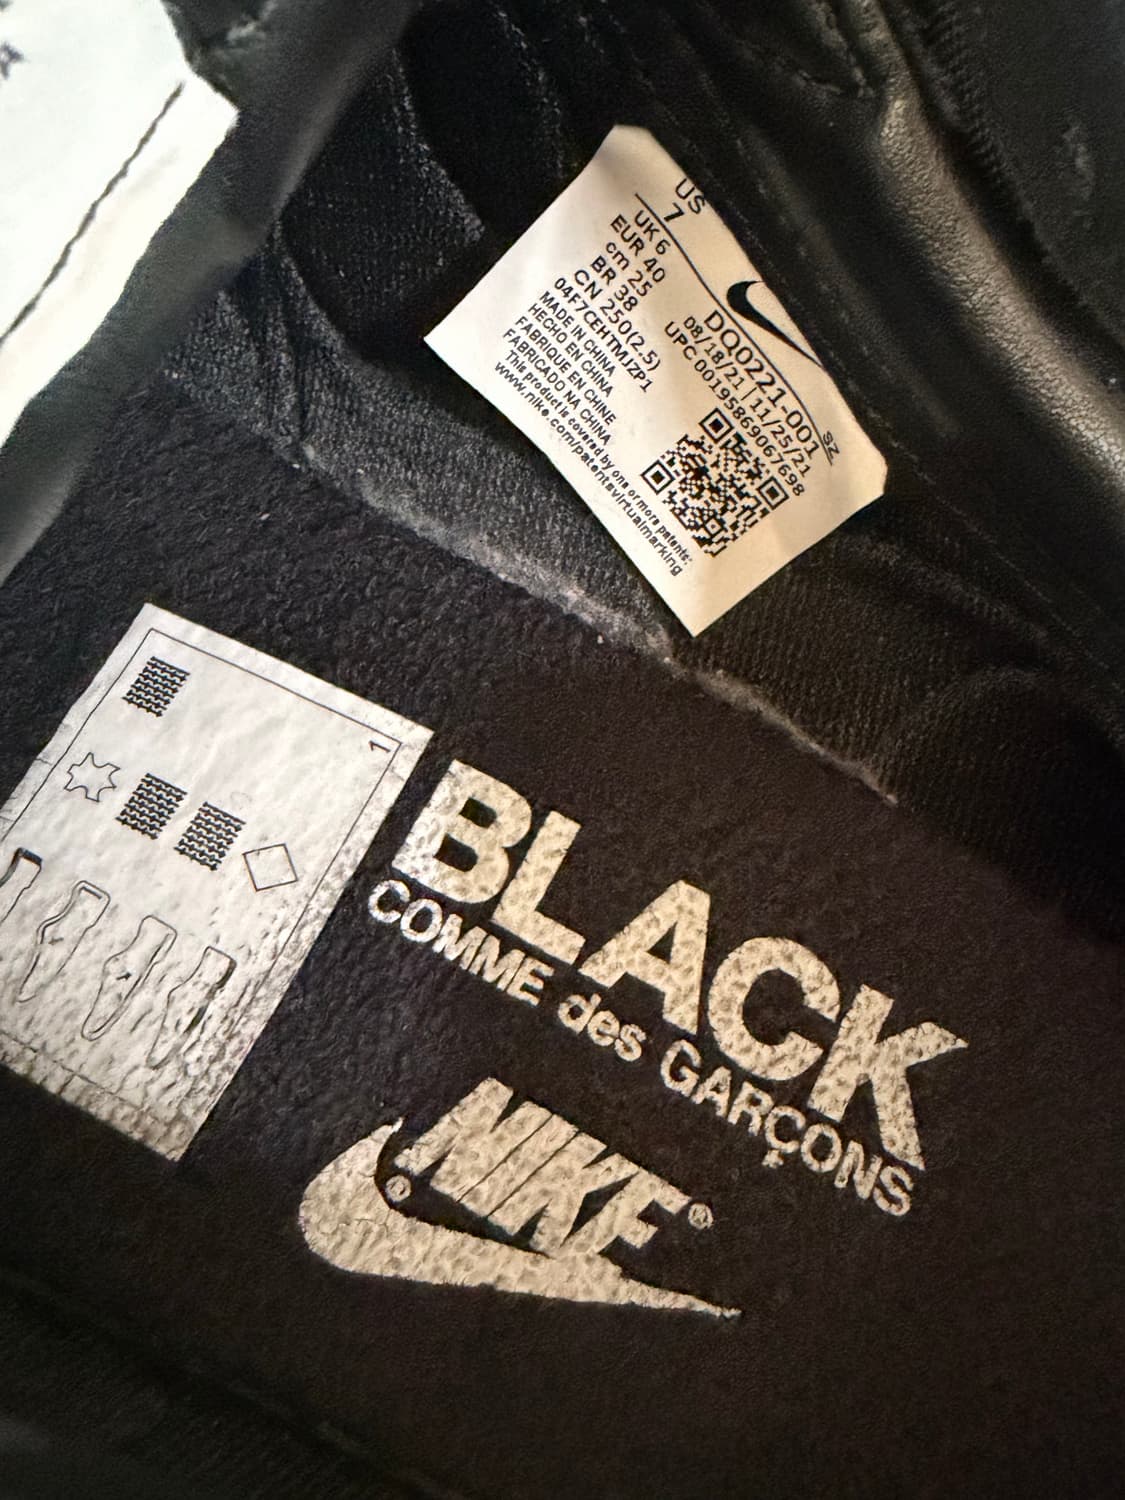 US
7
UK 6
EUR 40
cm 25
BR 38
CN 250(2.5)
DQ0221-001
SZ
08/18/21 | 11/25/21
UPC 00195869067698
MADE IN CHINA
HECHO EN CHINA
FABRIQUE EN CHINE
FABRICADO NA CHINA
This product is covered by one or more patents:
www.nike.com/patentsvirtualmarking
1
BLACK
COMME des GARÇONS
NIKE®
®